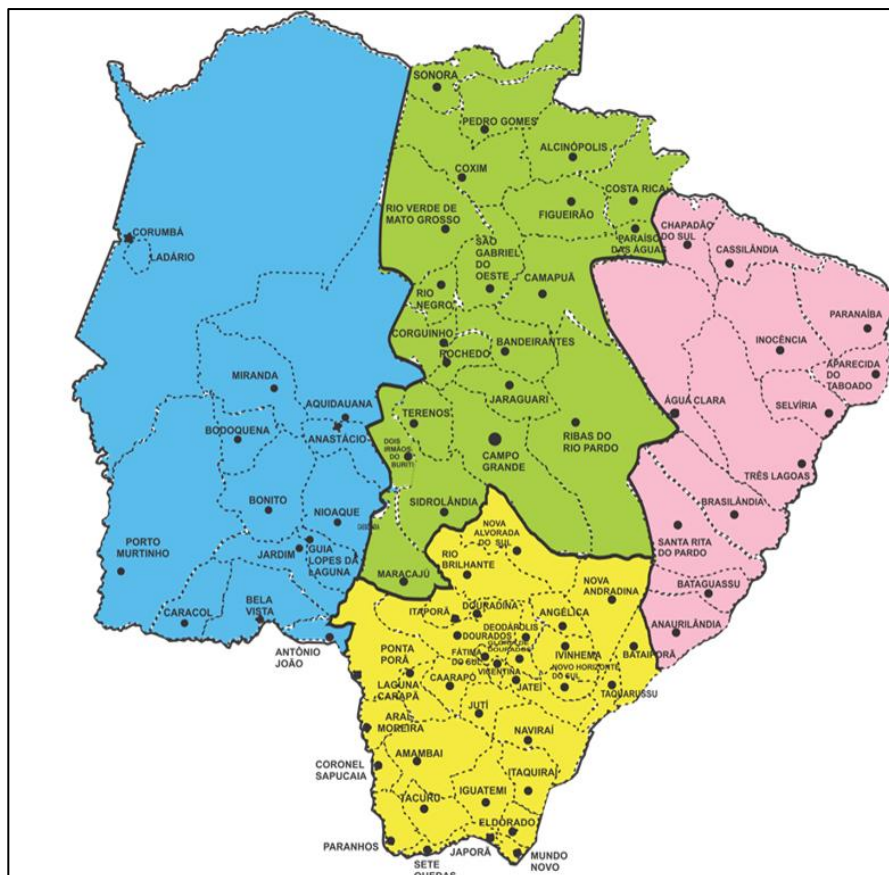 SONORA
PEDRO GOMES
ALCINÓPOLIS
COXIM
COSTA RICA
RIO VERDE DE
MATO GROSSO
FIGUEIRÃO
CHAPADÃO
DO SUL
PARAÍSO
DAS ÁGUAS
CORUMBÁ
LADÁRIO
SÃO
GABRIEL
DO
OESTE
CASSILÂNDIA
CAMAPUÃ
RIO
NEGRO
PARANAÍBA
CORGUINHO
ROCHEDO
BANDEIRANTES
INOCÊNCIA
APARECIDA
DO
TABOADO
MIRANDA
JARAGUARI
ÁGUA CLARA
SELVÍRIA
AQUIDAUANA
ANASTÁCIO
TERENOS
BODOQUENA
DOIS
IRMÃOS
DO
BURITI
CAMPO
GRANDE
RIBAS DO
RIO PARDO
TRÊS LAGOAS
BONITO
NIOAQUE
SIDROLÂNDIA
BRASILÂNDIA
NOVA
ALVORADA
DO SUL
SANTA RITA
DO PARDO
PORTO
MURTINHO
JARDIM
GUIA
LOPES DA
LAGUNA
RIO
BRILHANTE
MARACAJÚ
NOVA
ANDRADINA
BATAGUASSU
CARACOL
BELA
VISTA
ITAPORÃ
DOURADINA
ANGÉLICA
DEODÁPOLIS
ANAURILÂNDIA
ANTÔNIO
JOÃO
DOURADOS
GLÓRIA DE
DOURADOS
IVINHEMA
BATAIPORÃ
PONTA
PORÃ
FÁTIMA
DO SUL
VICENTINA
NOVO HORIZONTE
DO SUL
LAGUNA
CARAPÃ
CAARAPÓ
JATEÍ
TAQUARUSSU
ARAL
MOREIRA
JUTÍ
NAVIRAÍ
AMAMBAI
CORONEL
SAPUCAIA
ITAQUIRAÍ
TACURU
IGUATEMI
ELDORADO
PARANHOS
SETE
QUEDAS
JAPORÃ
MUNDO
NOVO